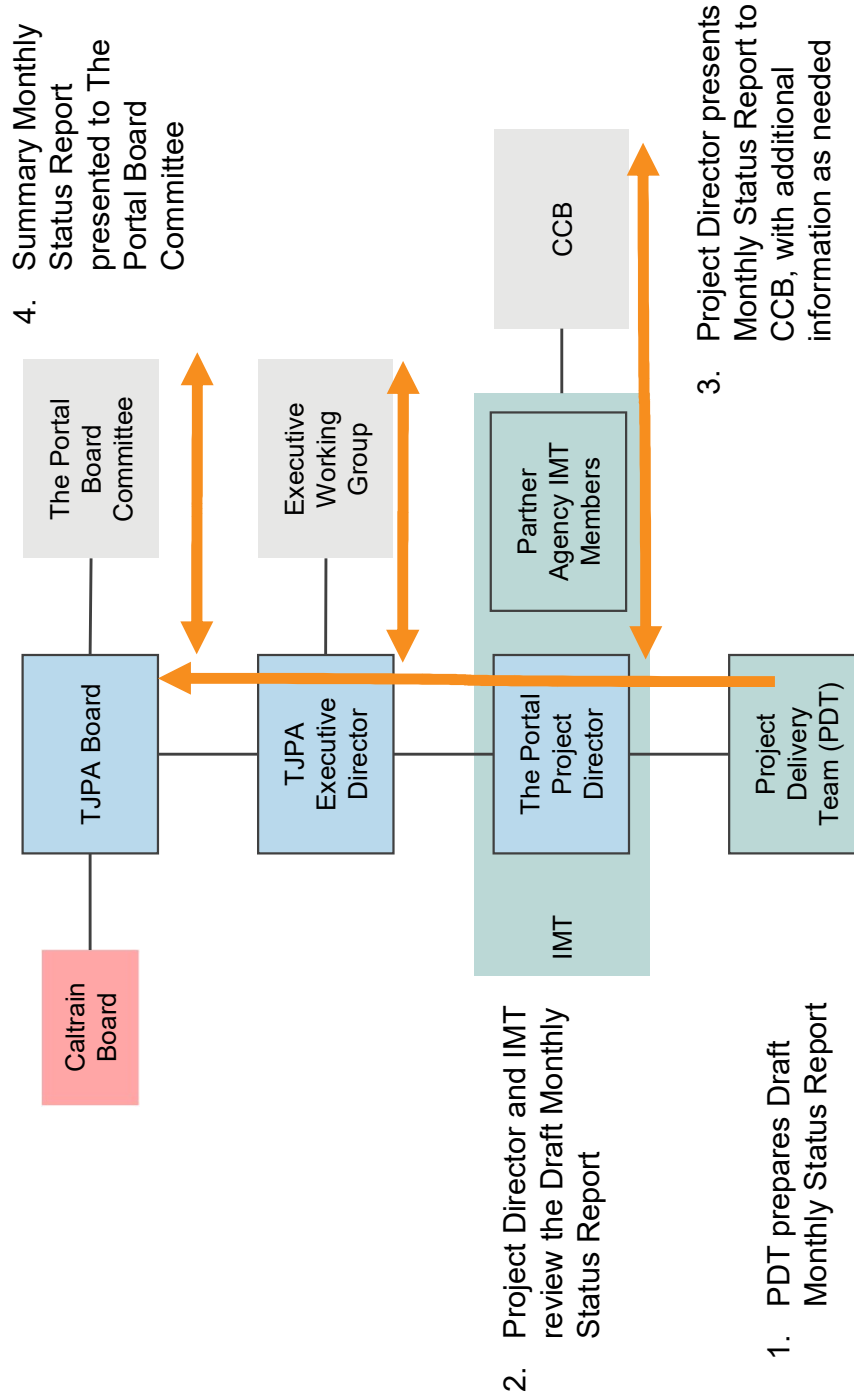 Caltrain
Board
TJPA Board
The Portal
Board
Committee
4. Summary Monthly
Status Report
presented to The
Portal Board
Committee
TJPA
Executive
Director
Executive
Working
Group
2. Project Director and IMT
review the Draft Monthly
Status Report
IMT
The Portal
Project
Director
Partner
Agency IMT
Members
CCB
1. PDT prepares Draft
Monthly Status Report
Project
Delivery
Team (PDT)
3. Project Director presents
Monthly Status Report to
CCB, with additional
information as needed